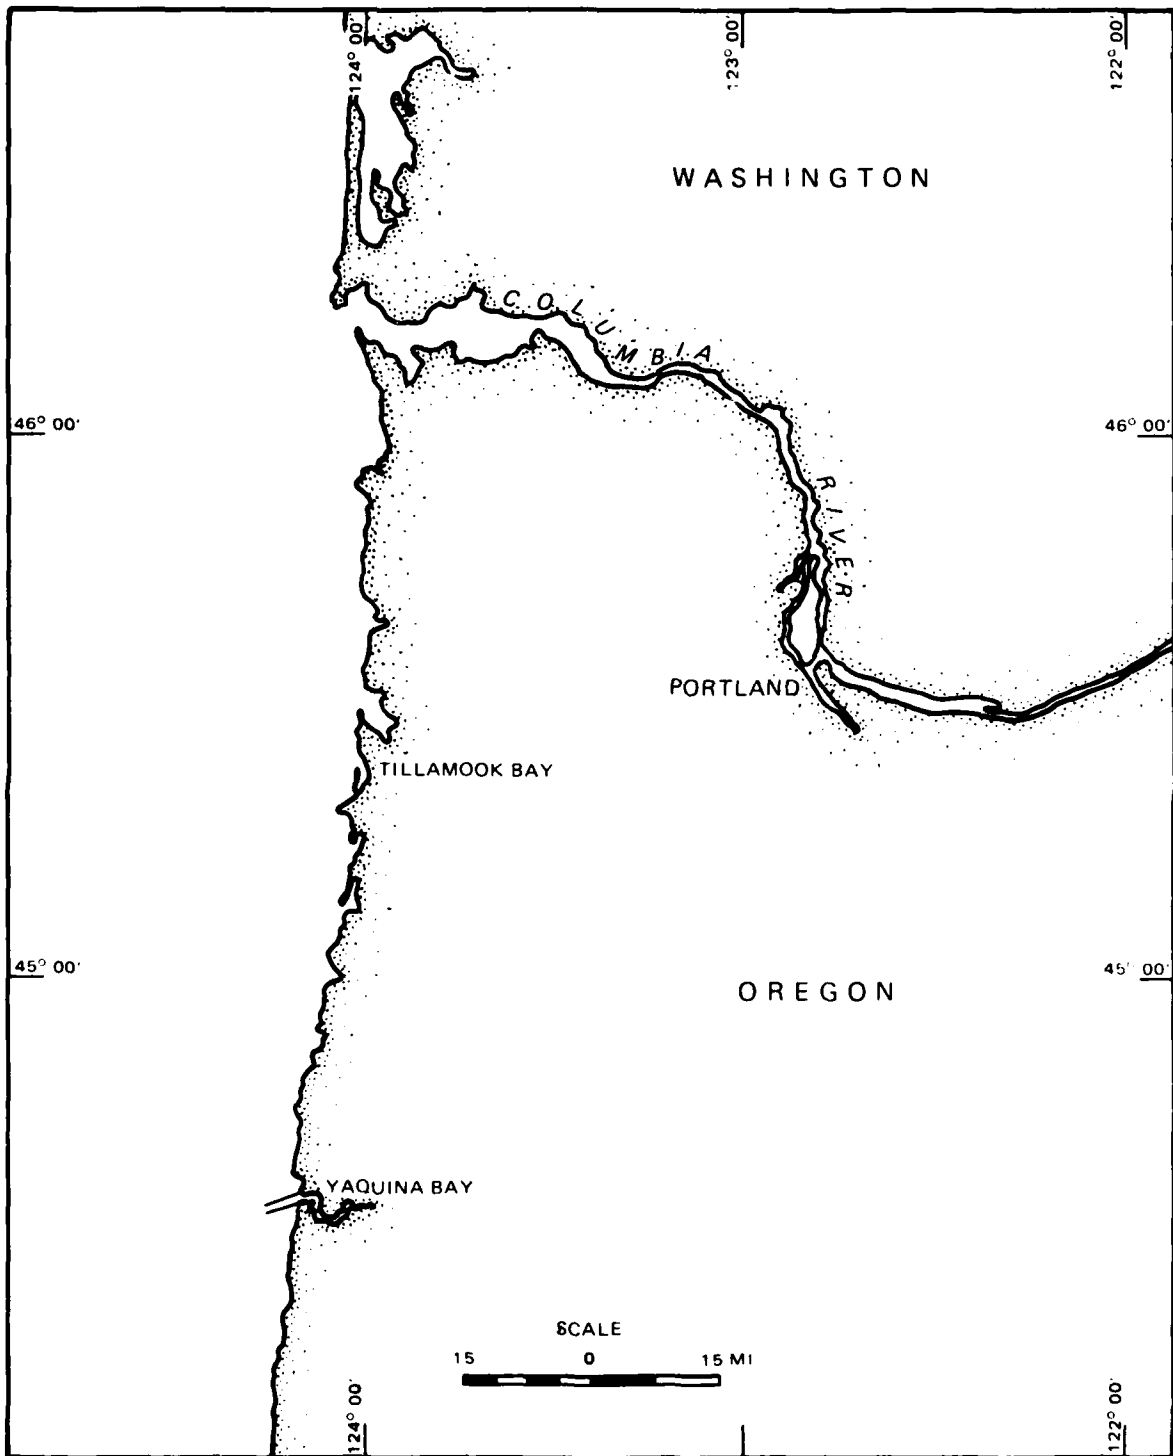 124° 00'
123° 00'
122° 00'
WASHINGTON
COLUMBIA
RIVER
46° 00'
46° 00'
PORTLAND
TILLAMOOK BAY
45° 00'
45' 00'
OREGON
YAQUINA BAY
SCALE
15 0 15 MI
124° 00'
122° 00'